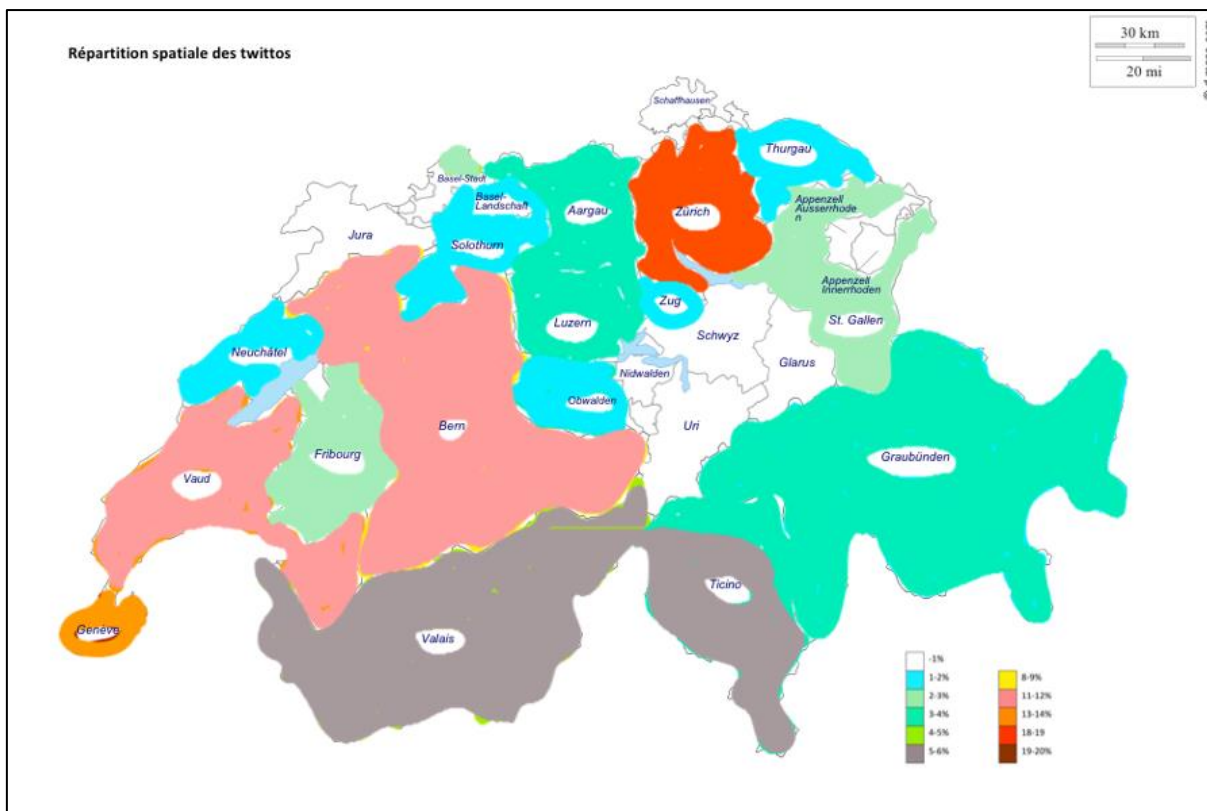 Répartition spatiale des twittos
30 km
20 mi
Schaffhausen
Thurgau
Basel-Stadt
Basel-
Landschaft
Aargau
Zürich
Appenzell
Ausserrhode
n
Jura
Solothurn
Appenzell
Innerrhoden
Zug
Luzern
Schwyz
St. Gallen
Neuchâtel
Nidwalden
Glarus
Obwalden
Bern
Uri
Fribourg
Graubünden
Vaud
Ticino
Genève
Valais
-1%
1-2%
2-3%
3-4%
4-5%
5-6%
8-9%
11-12%
13-14%
18-19
19-20%